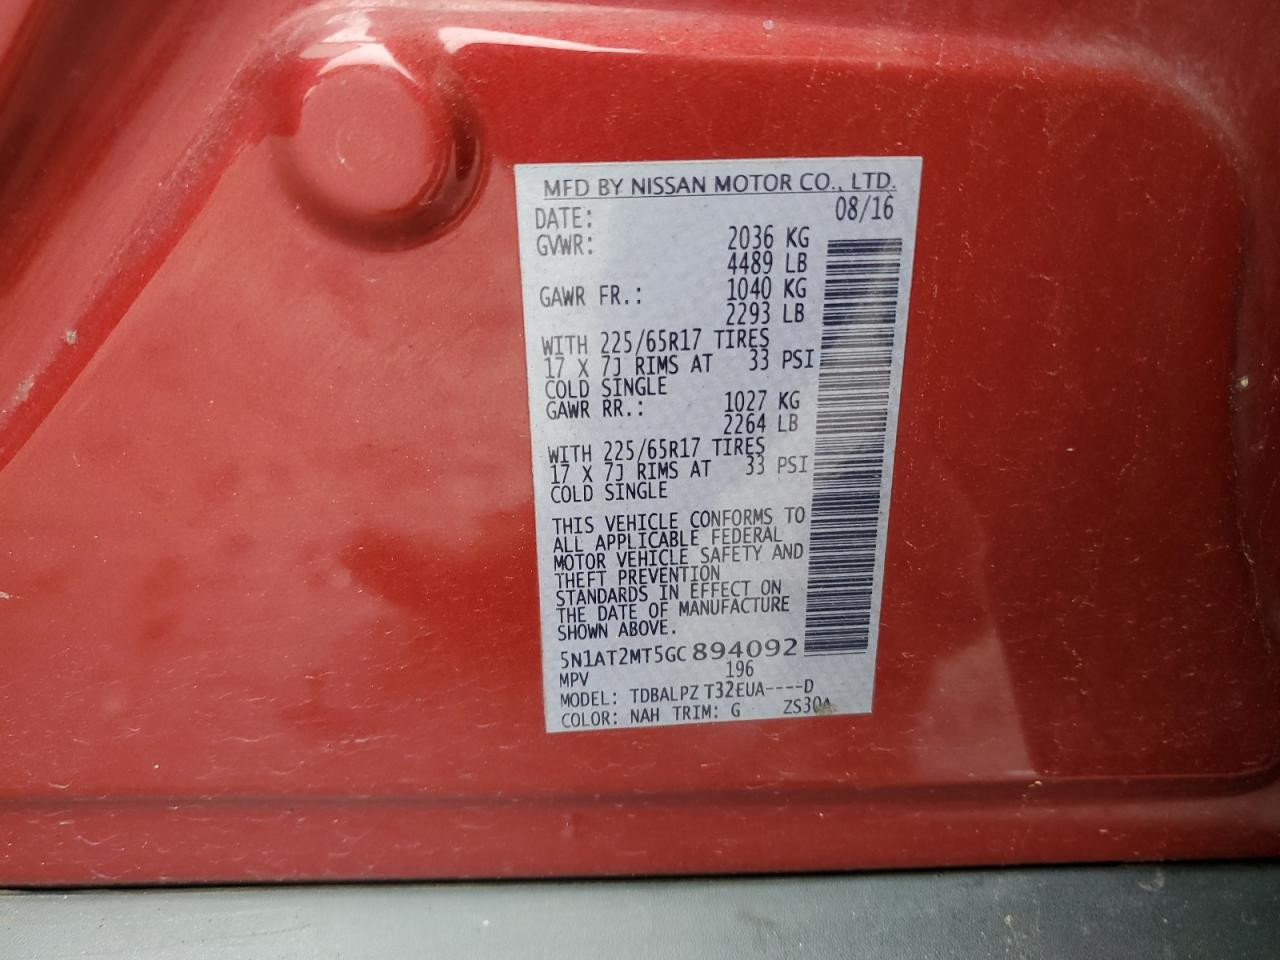 MFD BY NISSAN MOTOR CO., LTD.
DATE: 08/16
GVWR: 2036 KG
4489 LB
GAWR FR.: 1040 KG
2293 LB
WITH 225/65R17 TIRES
17 X 7J RIMS AT 33 PSI
COLD SINGLE
GAWR RR.: 1027 KG
2264 LB
WITH 225/65R17 TIRES
17 X 7J RIMS AT 33 PSI
COLD SINGLE
THIS VEHICLE CONFORMS TO
ALL APPLICABLE FEDERAL
MOTOR VEHICLE SAFETY AND
THEFT PREVENTION
STANDARDS IN EFFECT ON
THE DATE OF MANUFACTURE
SHOWN ABOVE.
5N1AT2MT5GC894092
MPV 196
MODEL: TDBALPZ T32EUA----D
COLOR: NAH TRIM: G ZS30A